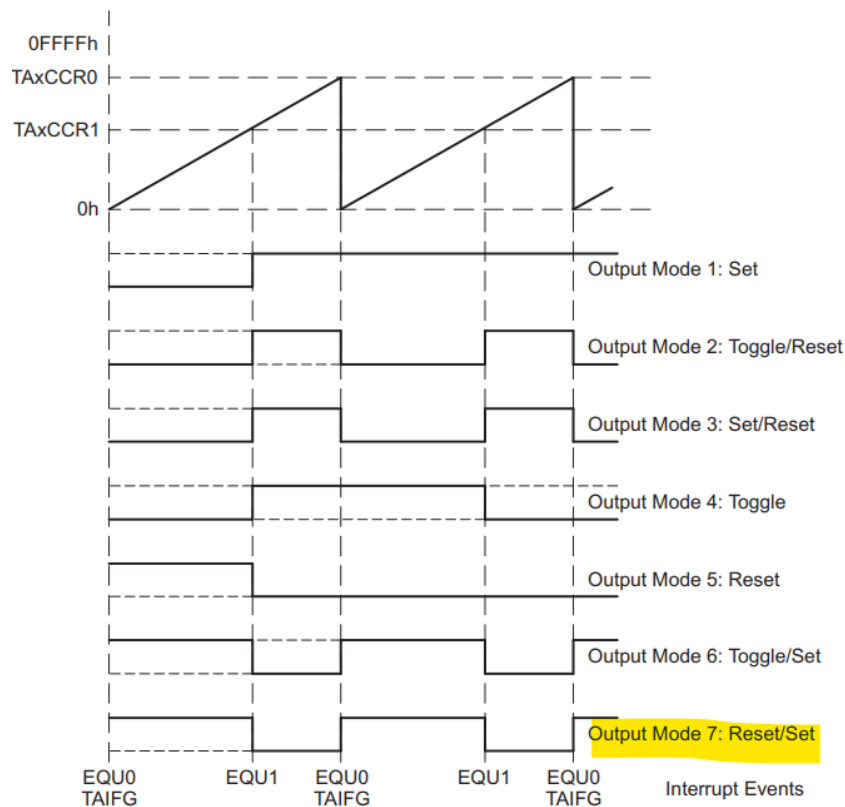 0FFFFh
TAxCCR0
TAxCCR1
0h
Output Mode 1: Set
Output Mode 2: Toggle/Reset
Output Mode 3: Set/Reset
Output Mode 4: Toggle
Output Mode 5: Reset
Output Mode 6: Toggle/Set
Output Mode 7: Reset/Set
EQU0 EQU1 EQU0 EQU1 EQU0 Interrupt Events
TAIFG TAIFG TAIFG